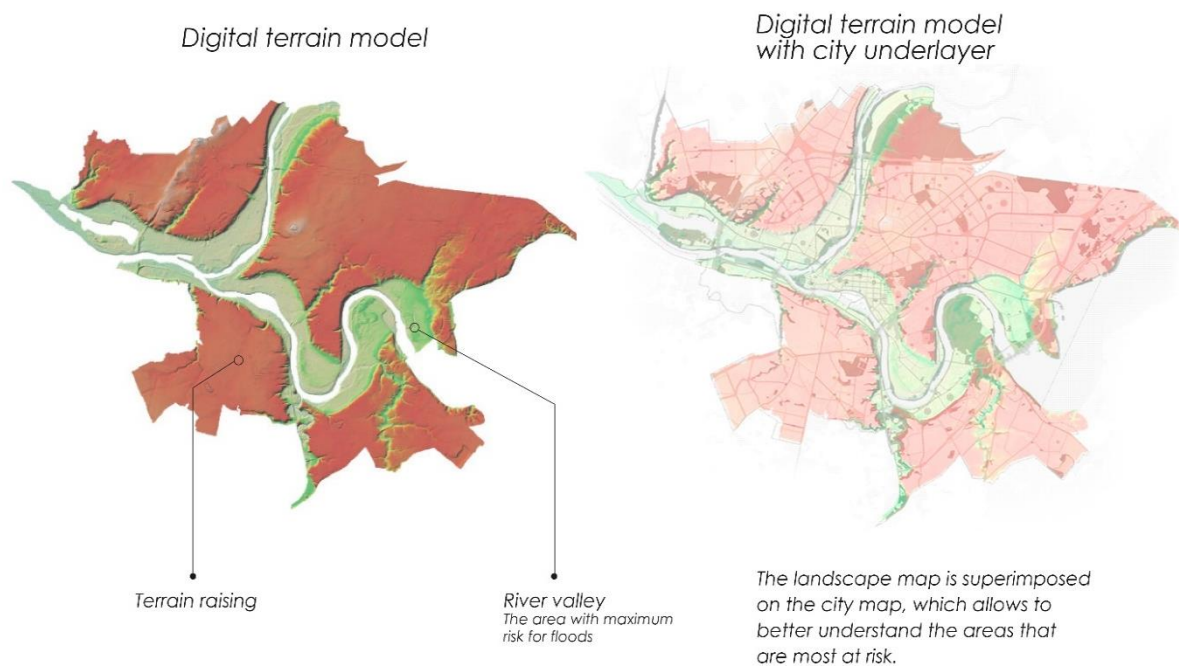 Digital terrain model
Digital terrain model
with city underlayer
Terrain raising
River valley
The area with maximum
risk for floods
The landscape map is superimposed
on the city map, which allows to
better understand the areas that
are most at risk.